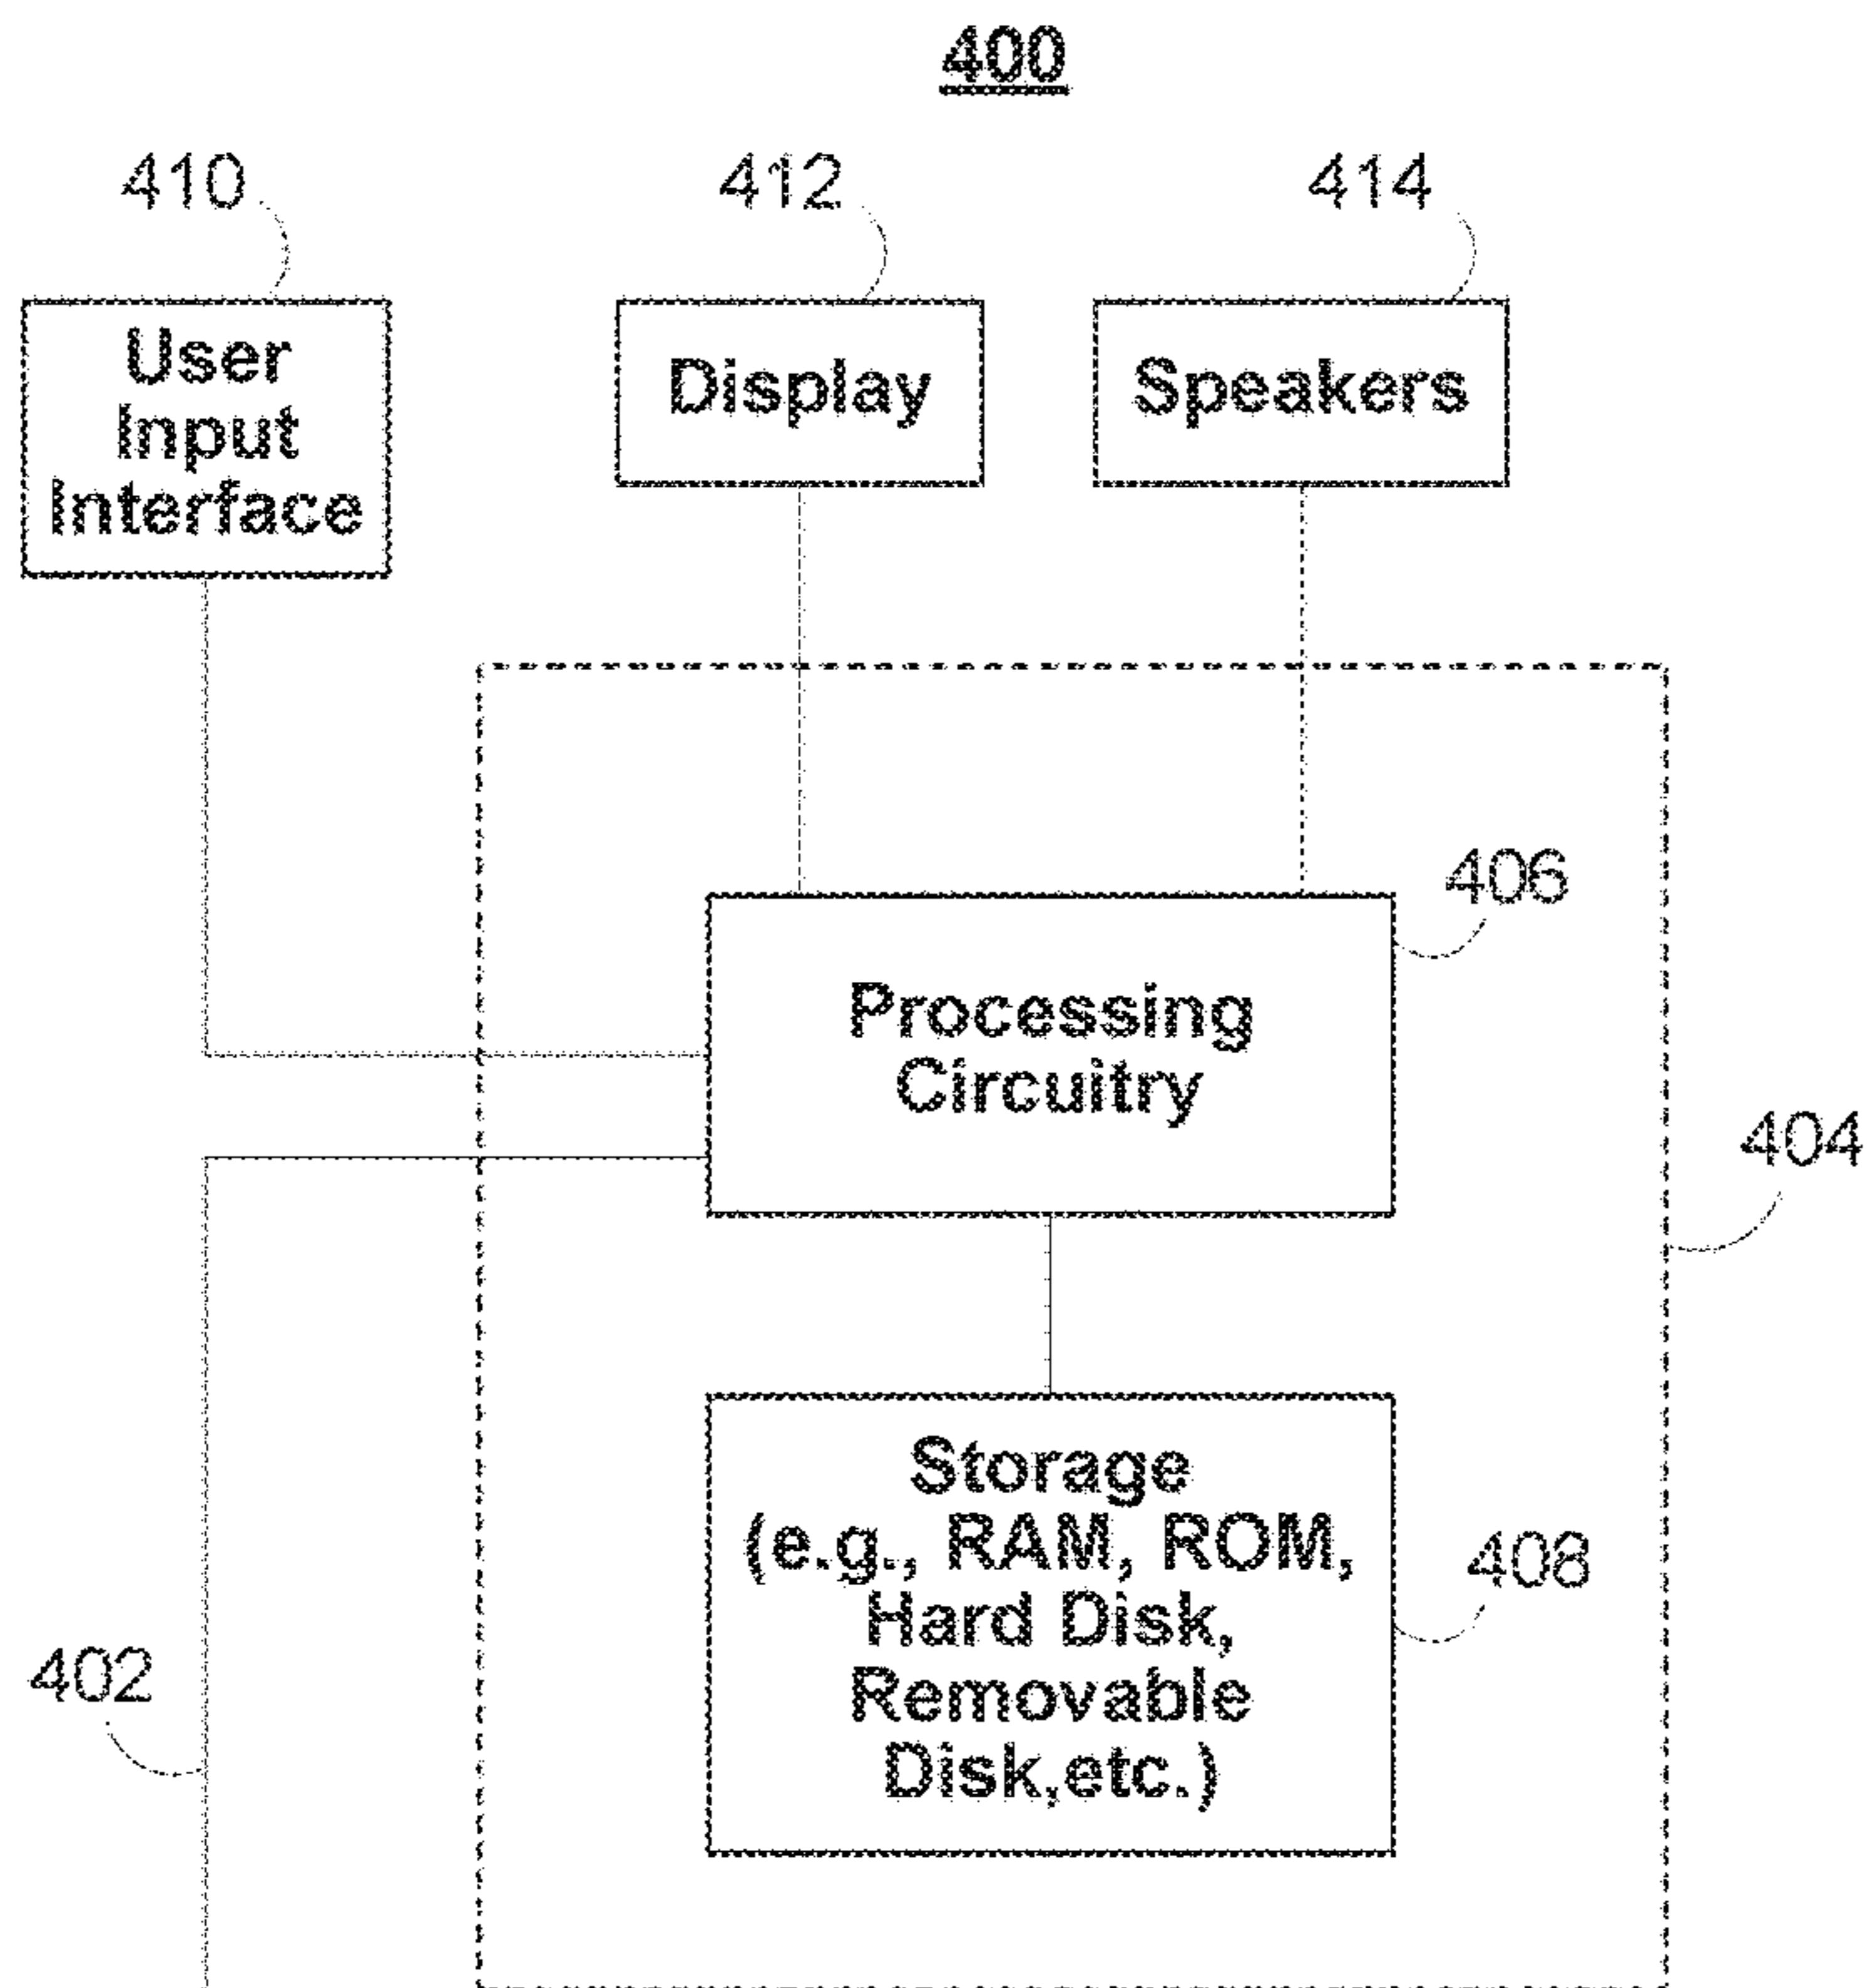 400
410
412
414
User
Input
Interface
Display
Speakers
406
Processing
Circuitry
404
Storage
(e.g., RAM, ROM,
Hard Disk,
Removable
Disk,etc.)
408
402